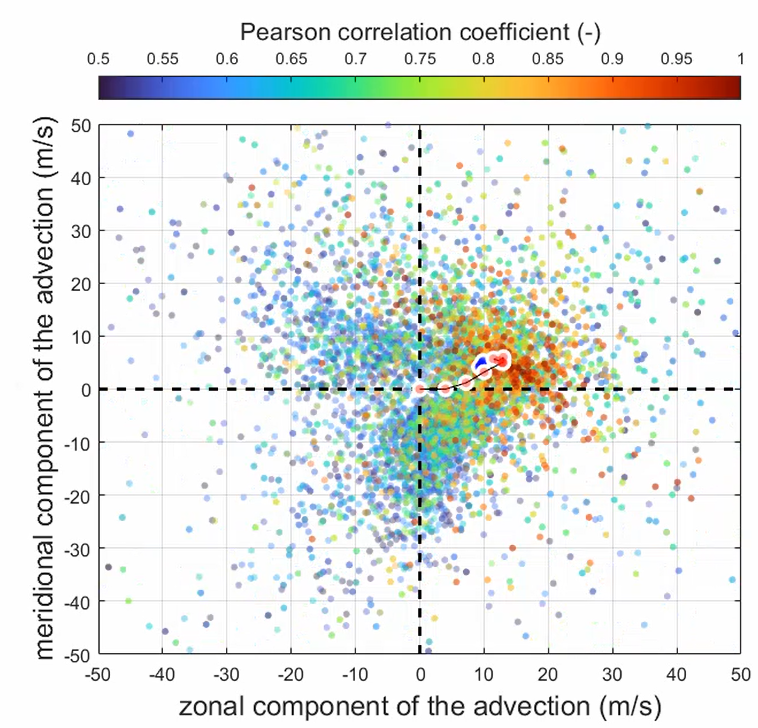 Pearson correlation coefficient (-)
0.5 0.55 0.6 0.65 0.7 0.75 0.8 0.85 0.9 0.95 1
meridional component of the advection (m/s)
50
40
30
20
10
0
-10
-20
-30
-40
-50
-50 -40 -30 -20 -10 0 10 20 30 40 50
zonal component of the advection (m/s)